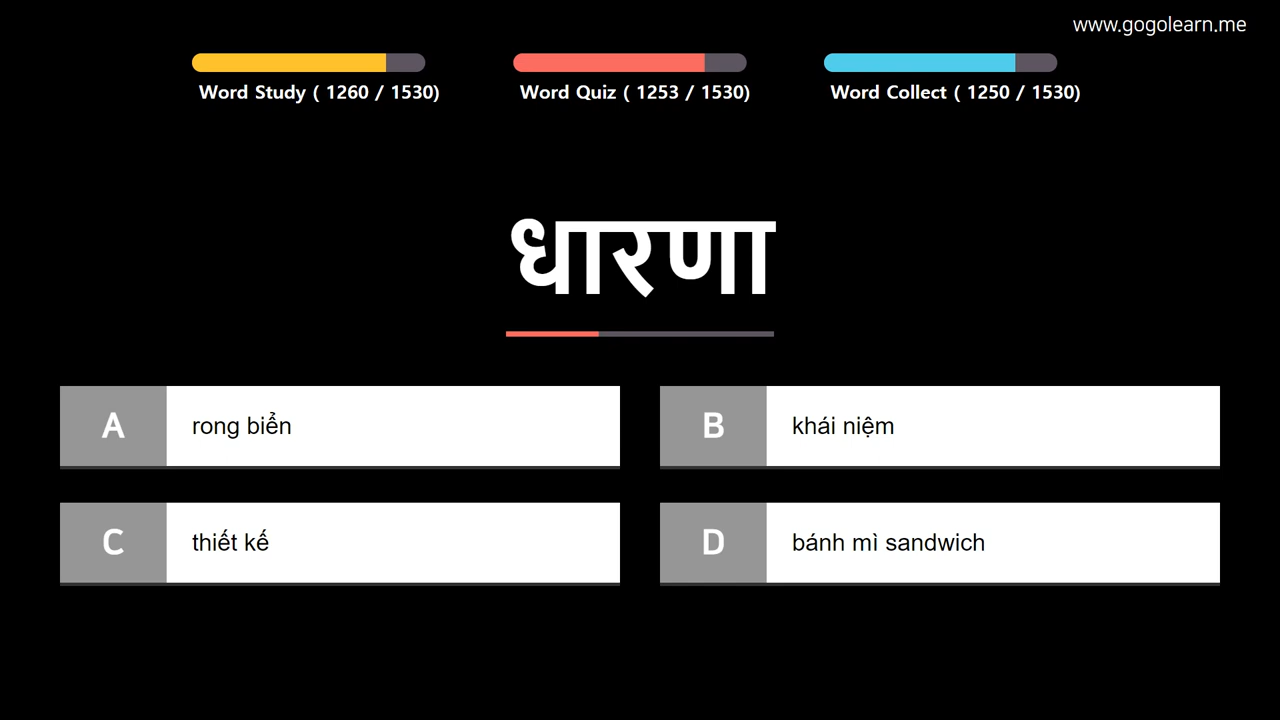 www.gogolearn.me
Word Study ( 1260 / 1530)
Word Quiz ( 1253 / 1530)
Word Collect ( 1250 / 1530)
धारणा
A rong biển
B khái niệm
C thiết kế
D bánh mì sandwich